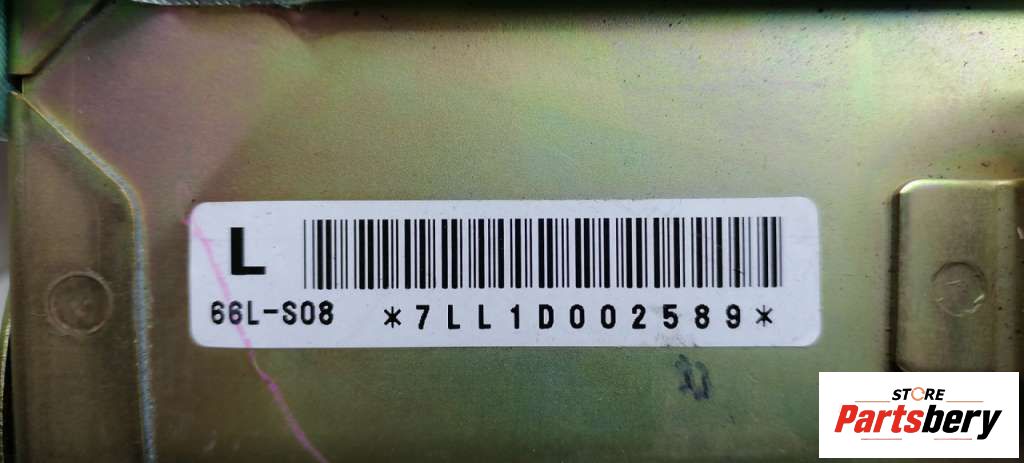 L
66L-S08 *7LL1D002589*
STORE
Partsbery